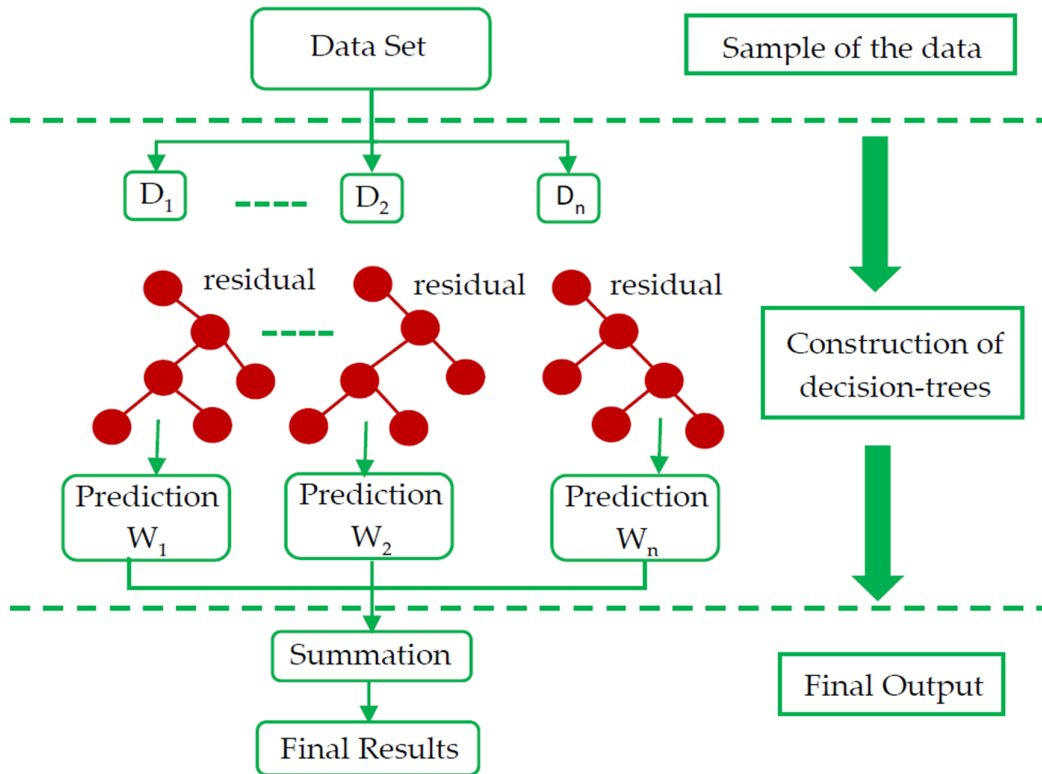 Data Set
Sample of the data
D₁
D₂
Dₙ
residual
residual
residual
Construction of
decision-trees
Prediction
W₁
Prediction
W₂
Prediction
Wₙ
Summation
Final Output
Final Results